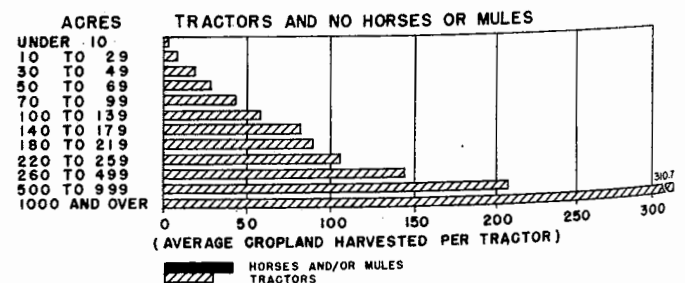 ACRES TRACTORS AND NO HORSES OR MULES
UNDER 10
10 TO 29
30 TO 49
50 TO 69
70 TO 99
100 TO 139
140 TO 179
180 TO 219
220 TO 259
260 TO 499
500 TO 999
310.7
1000 AND OVER
0 50 100 150 200 250 300
(AVERAGE CROPLAND HARVESTED PER TRACTOR)
HORSES AND/OR MULES
TRACTORS